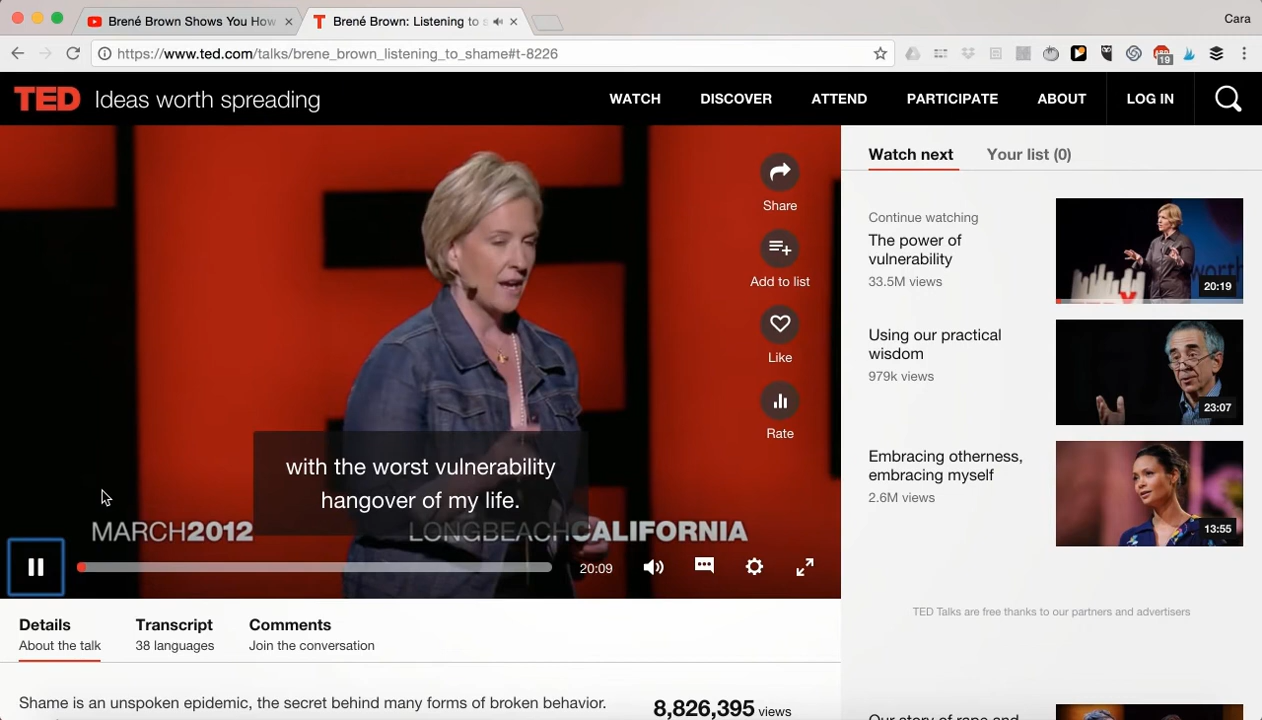 Brené Brown Shows You How
Brené Brown: Listening to s
Cara
https://www.ted.com/talks/brene_brown_listening_to_shame#t-8226
19
TED Ideas worth spreading
WATCH DISCOVER ATTEND PARTICIPATE ABOUT LOG IN
Share
Add to list
Like
Rate
with the worst vulnerability
hangover of my life.
MARCH2012 LONGBEACHCALIFORNIA
20:09
Details
About the talk
Transcript
38 languages
Comments
Join the conversation
Shame is an unspoken epidemic, the secret behind many forms of broken behavior.
8,826,395 views
Watch next Your list (0)
Continue watching
The power of
vulnerability
33.5M views
20:19
Using our practical
wisdom
979k views
23:07
Embracing otherness,
embracing myself
2.6M views
13:55
TED Talks are free thanks to our partners and advertisers
Our story of rape and